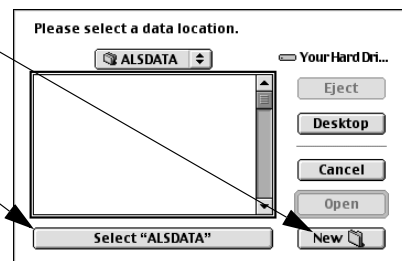 Please select a data location.
ALSDATA
Your Hard Dri...
Eject
Desktop
Cancel
Open
Select “ALSDATA”
New